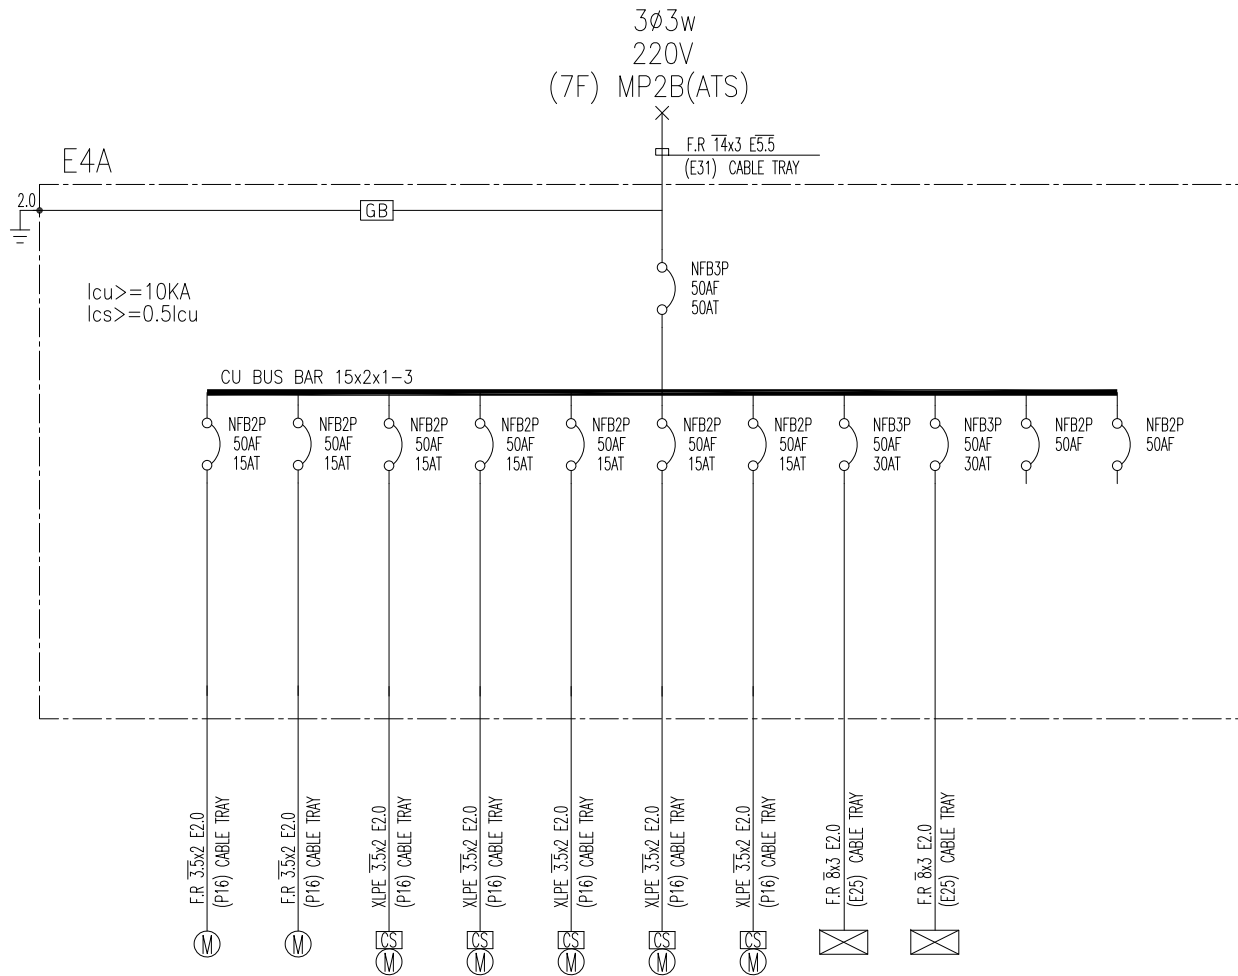 3ø3w
220V
(7F) MP2B(ATS)
F.R 14x3 E5.5
(E31) CABLE TRAY
E4A
2.0
GB
NFB3P
50AF
50AT
Icu>=10KA
Ics>=0.5Icu
CU BUS BAR 15x2x1-3
NFB2P
50AF
15AT
NFB2P
50AF
15AT
NFB2P
50AF
15AT
NFB2P
50AF
15AT
NFB2P
50AF
15AT
NFB2P
50AF
15AT
NFB2P
50AF
15AT
NFB3P
50AF
30AT
NFB3P
50AF
30AT
NFB2P
50AF
NFB2P
50AF
F.R 3.5x2 E2.0
(P16) CABLE TRAY
F.R 3.5x2 E2.0
(P16) CABLE TRAY
XLPE 3.5x2 E2.0
(P16) CABLE TRAY
XLPE 3.5x2 E2.0
(P16) CABLE TRAY
XLPE 3.5x2 E2.0
(P16) CABLE TRAY
XLPE 3.5x2 E2.0
(P16) CABLE TRAY
XLPE 3.5x2 E2.0
(P16) CABLE TRAY
F.R 8x3 E2.0
(E25) CABLE TRAY
F.R 8x3 E2.0
(E25) CABLE TRAY
M
M
CS
M
CS
M
CS
M
CS
M
CS
M